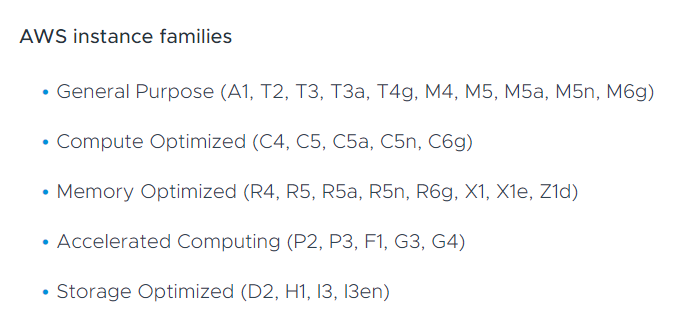 AWS instance families
• General Purpose (A1, T2, T3, T3a, T4g, M4, M5, M5a, M5n, M6g)
• Compute Optimized (C4, C5, C5a, C5n, C6g)
• Memory Optimized (R4, R5, R5a, R5n, R6g, X1, X1e, Z1d)
• Accelerated Computing (P2, P3, F1, G3, G4)
• Storage Optimized (D2, H1, I3, I3en)